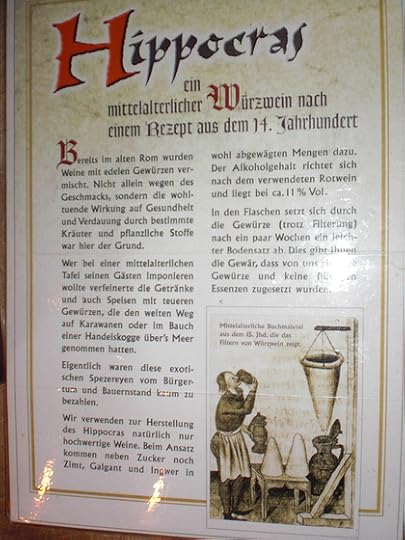 Hippocras
ein
mittelalterlicher Würzwein nach
einem Rezept aus dem 14. Jahrhundert
Bereits im alten Rom wurden
Weine mit edelen Gewürzen ver-
mischt. Nicht allein wegen des
Geschmacks, sondern die wohl-
tuende Wirkung auf Gesundheit
und Verdauung durch bestimmte
Kräuter und pflanzliche Stoffe
war hier der Grund.
Wer bei einer mittelalterlichen
Tafel seinen Gästen imponieren
wollte verfeinerte die Getränke
und auch Speisen mit teueren
Gewürzen, die den weiten Weg
auf Karawanen oder im Bauch
einer Handelskogge über's Meer
genommen hatten.
Eigentlich waren diese exoti-
schen Spezereyen vom Bürger-
tum und Bauernstand kaum zu
bezahlen.
Wir verwenden zur Herstellung
des Hippocras natürlich nur
hochwertige Weine. Beim Ansatz
kommen neben Zucker noch
Zimt, Galgant und Ingwer in
wohl abgewägten Mengen dazu.
Der Alkoholgehalt richtet sich
nach dem verwendeten Rotwein
und liegt bei ca. 11 % Vol.
In den Flaschen setzt sich durch
die Gewürze (trotz Filterung)
nach ein paar Wochen ein leich-
ter Bodensatz ab. Dies gibt Ihnen
die Gewär, dass von uns
Gewürze und keine
Essenzen zugesetzt wurden.
Mittelalterliche Buchmalerei
aus dem 15. Jhd. die das
Filtern von Würzwein zeigt.